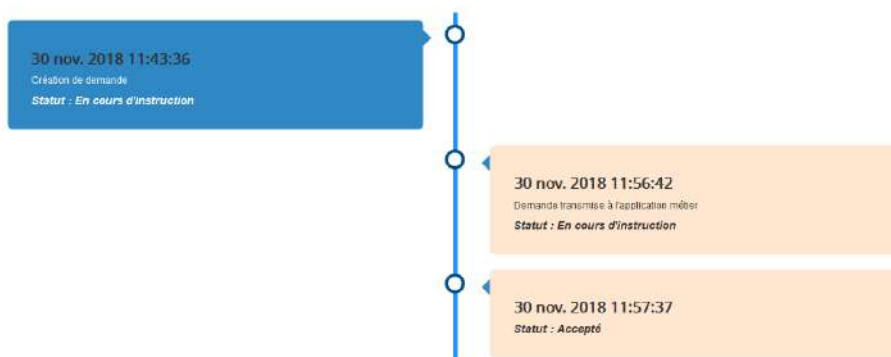 30 nov. 2018 11:43:36
Création de demande
Statut : En cours d'instruction
30 nov. 2018 11:56:42
Demande transmise à l'application métier
Statut : En cours d'instruction
30 nov. 2018 11:57:37
Statut : Accepté